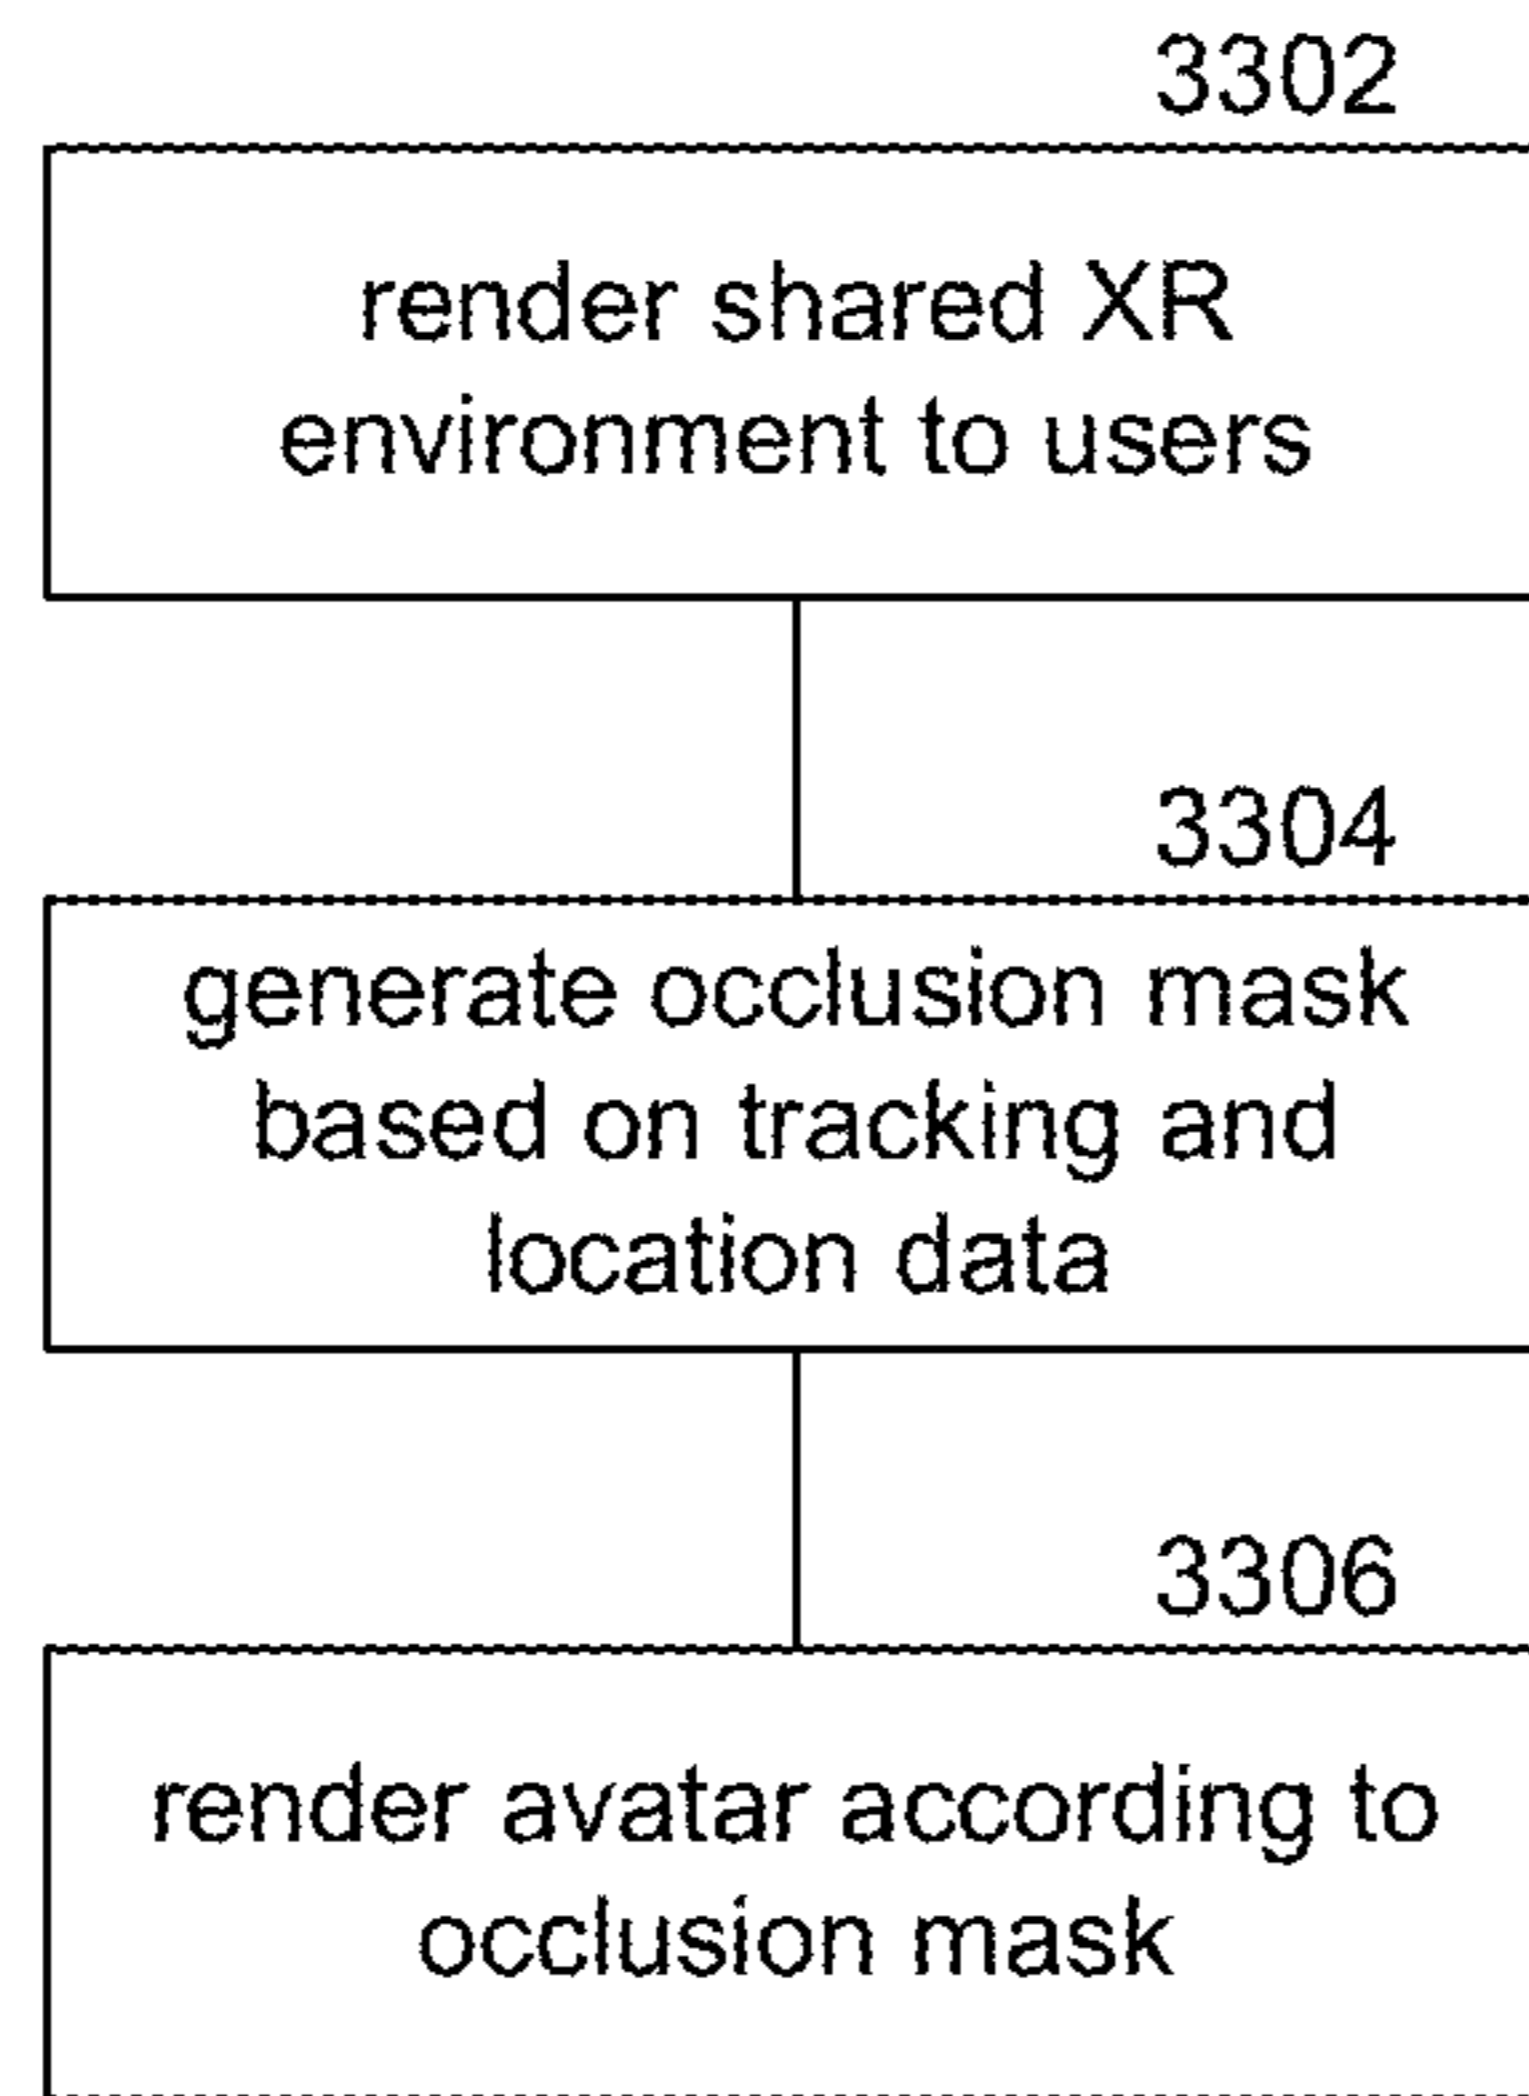 3302
render shared XR
environment to users
3304
generate occlusion mask
based on tracking and
location data
3306
render avatar according to
occlusion mask